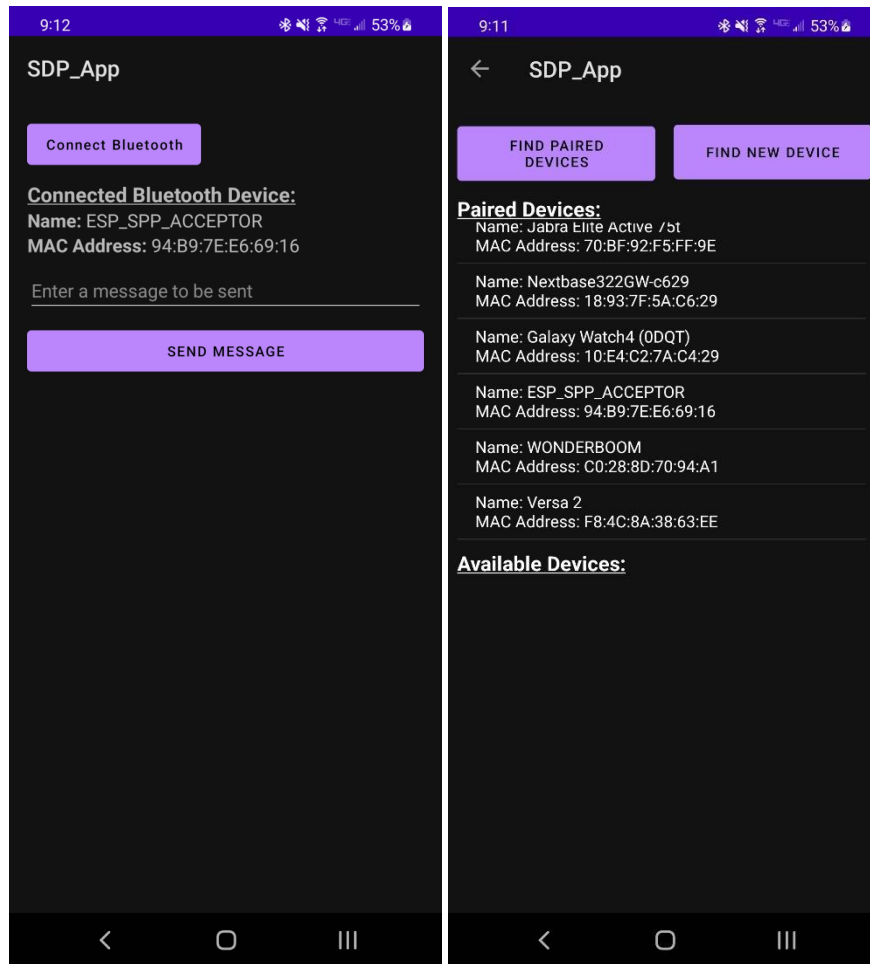 9:12
4GE
53%
SDP_App
Connect Bluetooth
Connected Bluetooth Device:
Name: ESP_SPP_ACCEPTOR
MAC Address: 94:B9:7E:E6:69:16
Enter a message to be sent
SEND MESSAGE
9:11
4GE
53%
SDP_App
FIND PAIRED
DEVICES
FIND NEW DEVICE
Paired Devices:
Name: Jabra Elite Active 75t
MAC Address: 70:BF:92:F5:FF:9E
Name: Nextbase322GW-c629
MAC Address: 18:93:7F:5A:C6:29
Name: Galaxy Watch4 (0DQT)
MAC Address: 10:E4:C2:7A:C4:29
Name: ESP_SPP_ACCEPTOR
MAC Address: 94:B9:7E:E6:69:16
Name: WONDERBOOM
MAC Address: C0:28:8D:70:94:A1
Name: Versa 2
MAC Address: F8:4C:8A:38:63:EE
Available Devices: